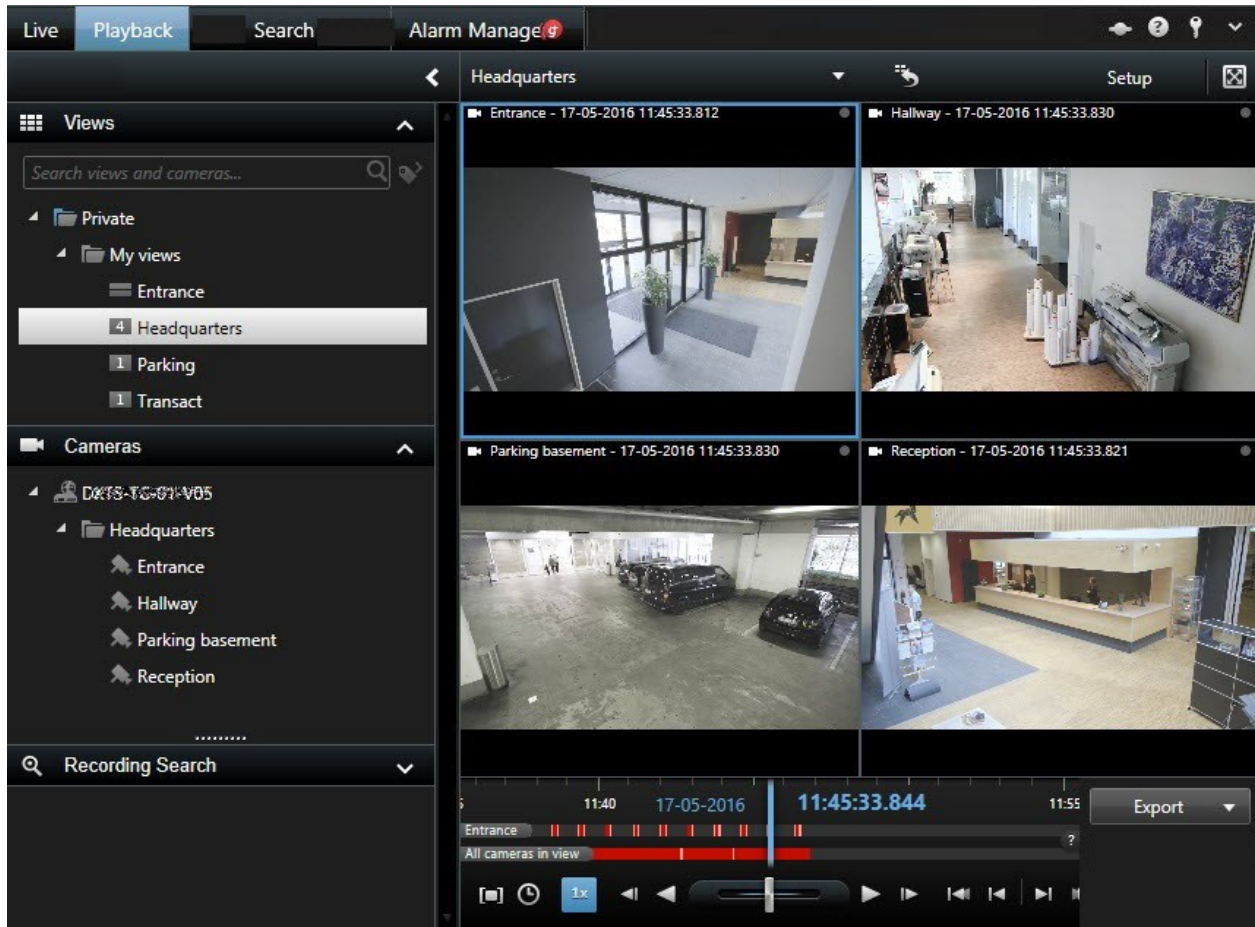 Live Playback Search Alarm Manager
Headquarters Setup
Views
Search views and cameras...
Private
My views
Entrance
4 Headquarters
1 Parking
1 Transact
Cameras
Headquarters
Entrance
Hallway
Parking basement
Reception
Recording Search
Entrance - 17-05-2016 11:45:33.812
Hallway - 17-05-2016 11:45:33.830
Parking basement - 17-05-2016 11:45:33.830
Reception - 17-05-2016 11:45:33.821
11:40 17-05-2016 11:45:33.844 11:55
Export
Entrance
?
All cameras in view
1x